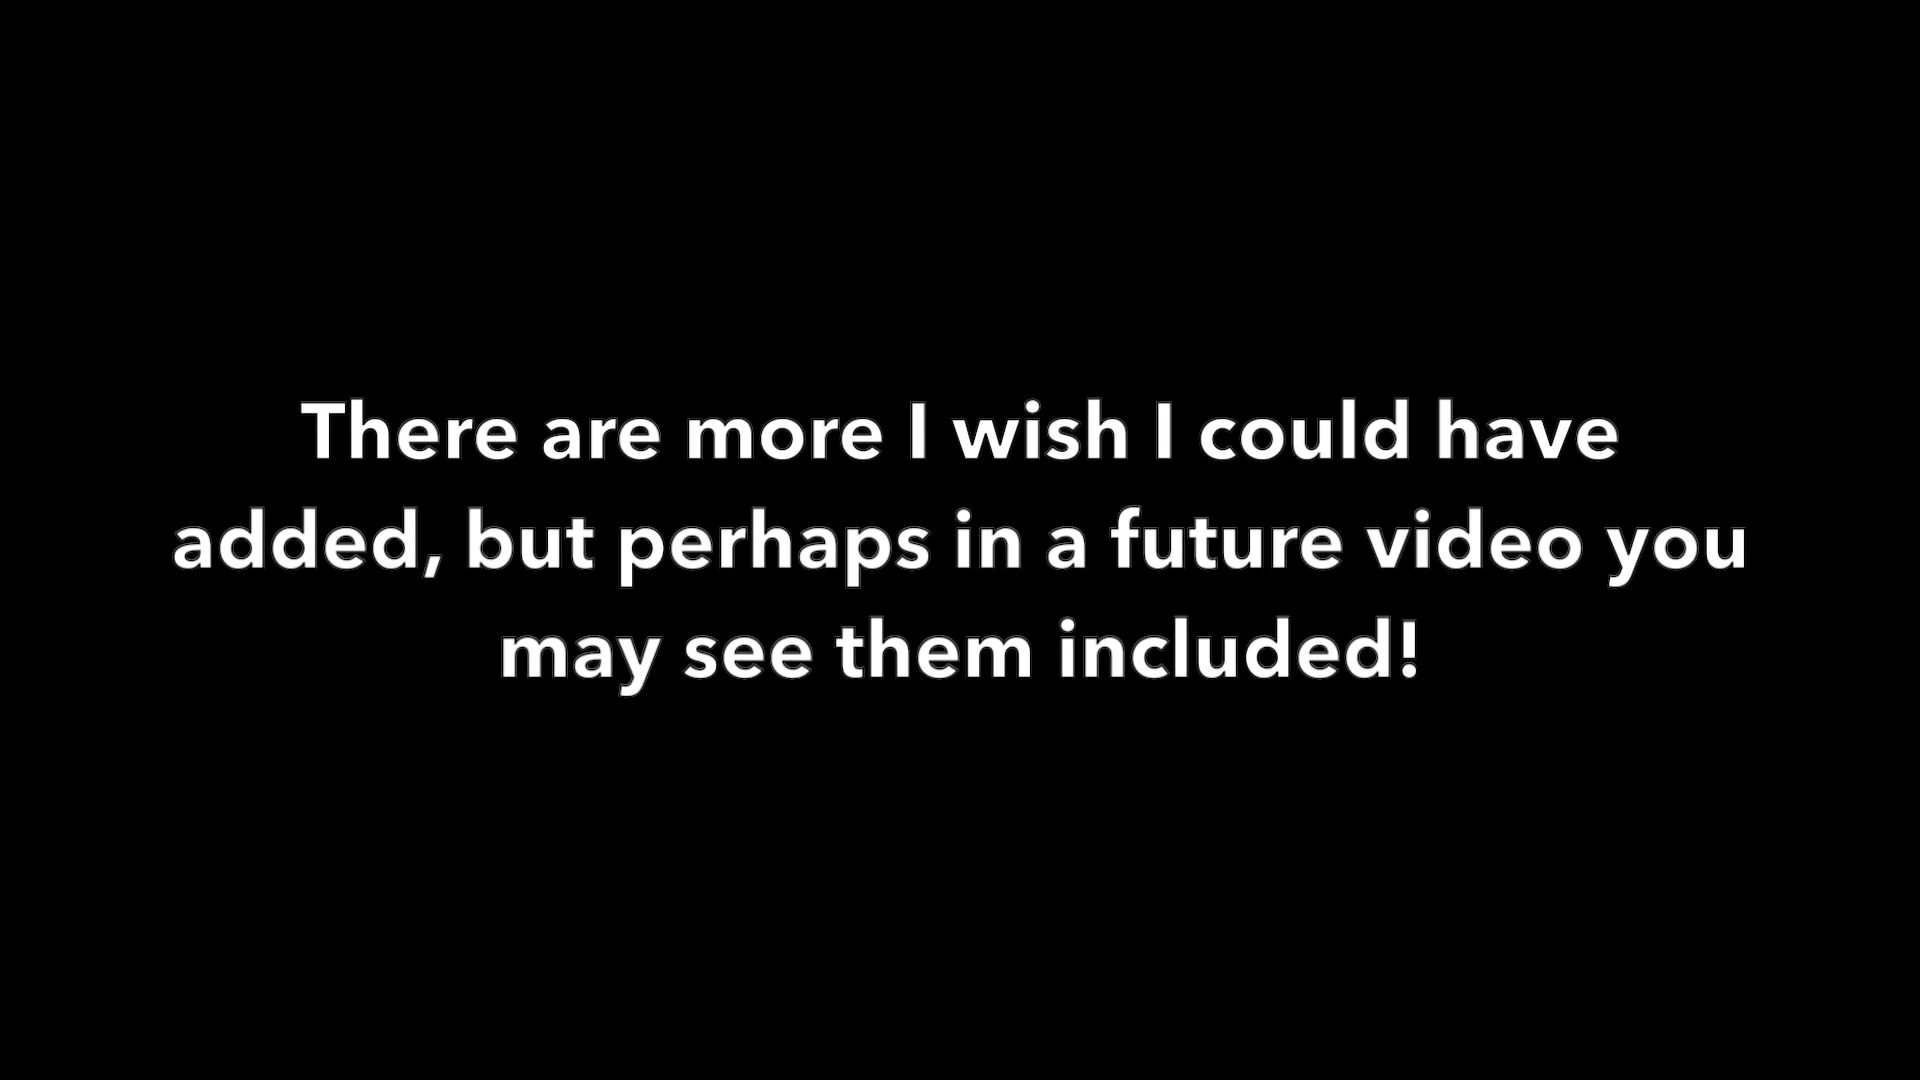 There are more I wish I could have
added, but perhaps in a future video you
may see them included!